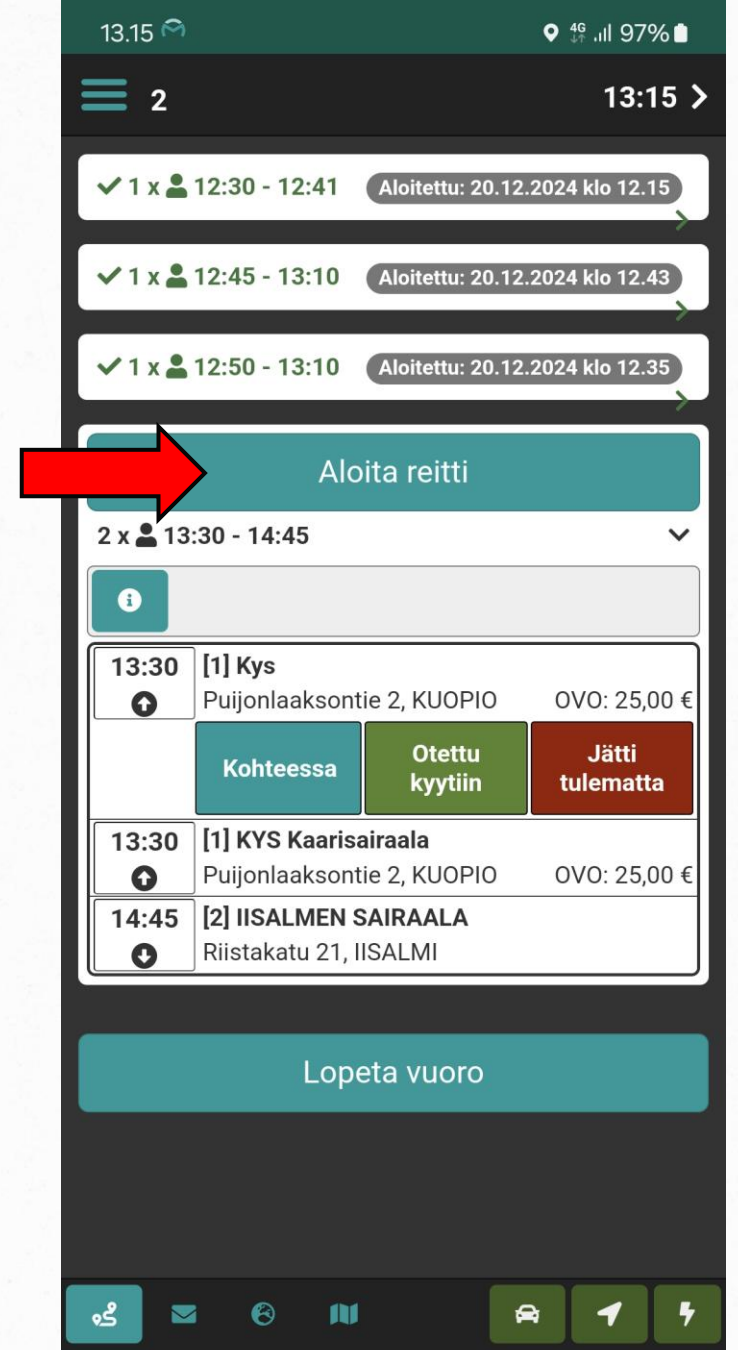 13.15 4G 97%
2 13:15
1 x 12:30 - 12:41 Aloitettu: 20.12.2024 klo 12.15
1 x 12:45 - 13:10 Aloitettu: 20.12.2024 klo 12.43
1 x 12:50 - 13:10 Aloitettu: 20.12.2024 klo 12.35
Aloita reitti
2 x 13:30 - 14:45
13:30 [1] Kys
Puijonlaaksontie 2, KUOPIO OVO: 25,00 €
Kohteessa Otettu kyytiin Jätti tulematta
13:30 [1] KYS Kaarisairaala
Puijonlaaksontie 2, KUOPIO OVO: 25,00 €
14:45 [2] IISALMEN SAIRAALA
Riistakatu 21, IISALMI
Lopeta vuoro